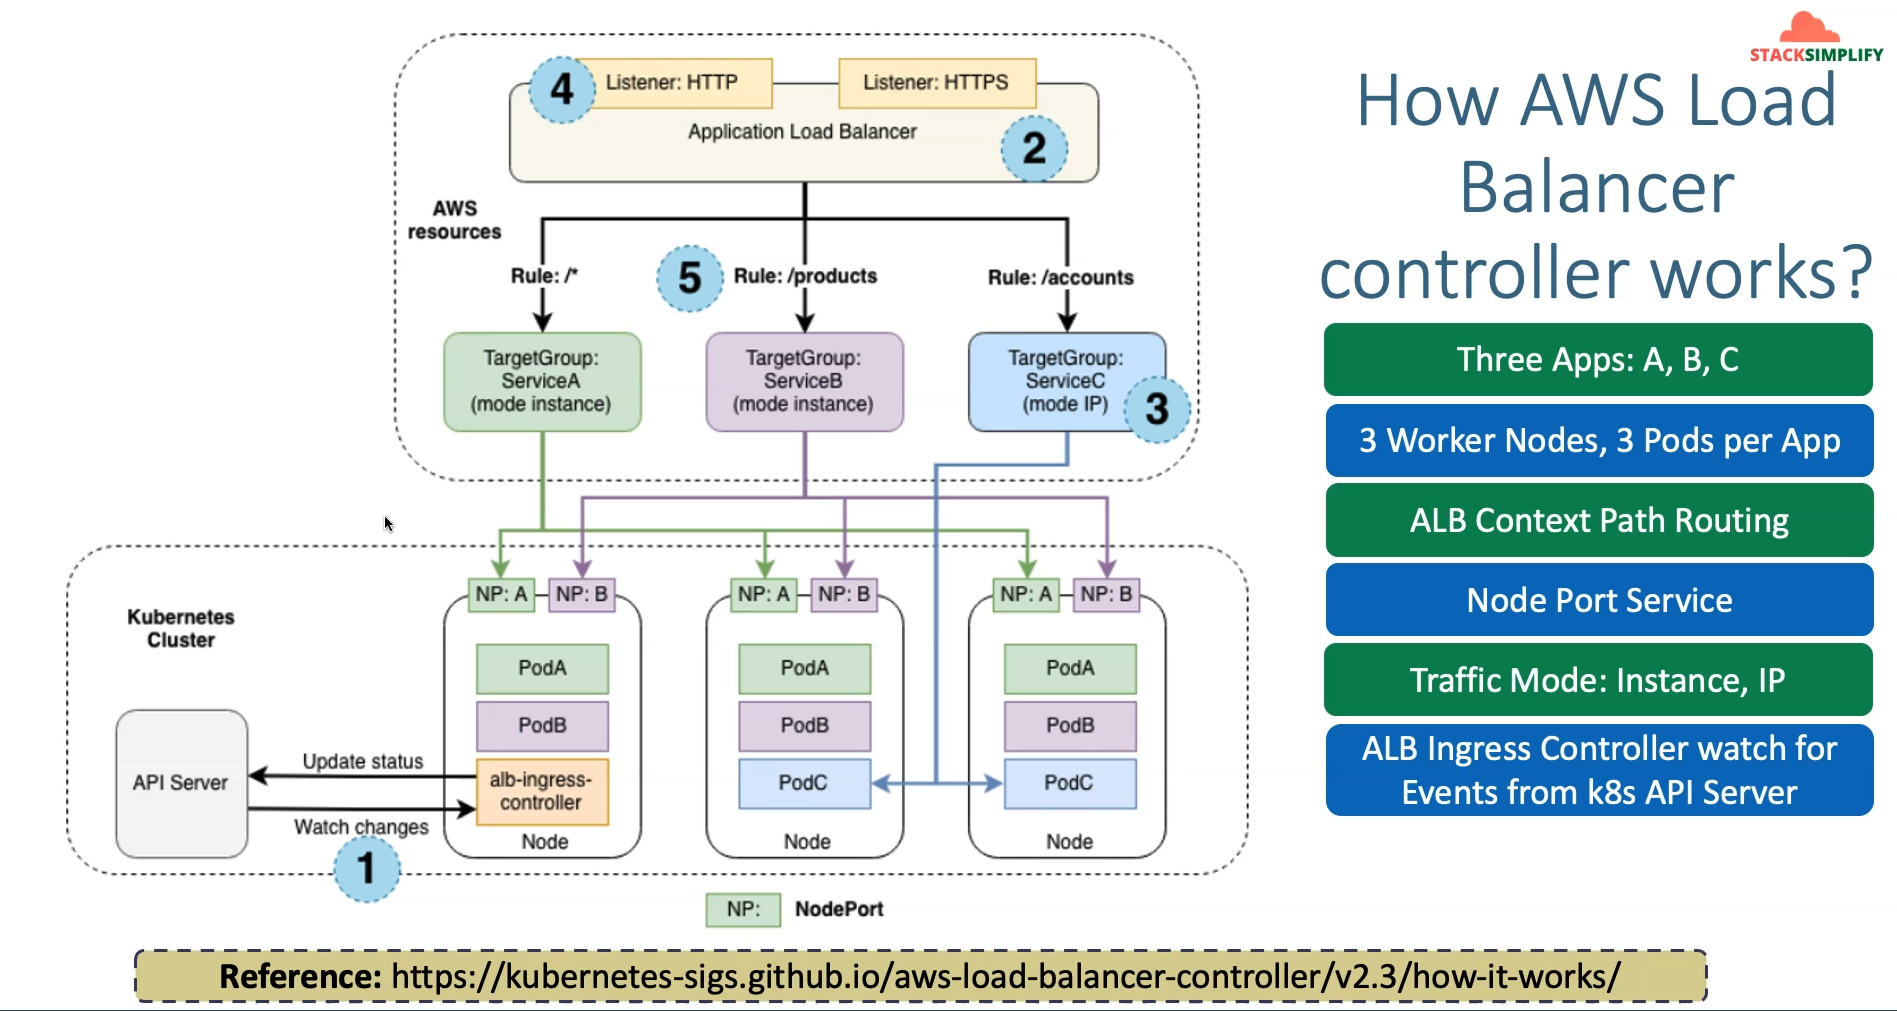 STACKSIMPLIFY
How AWS Load
Balancer
controller works?
Three Apps: A, B, C
3 Worker Nodes, 3 Pods per App
ALB Context Path Routing
Node Port Service
Traffic Mode: Instance, IP
ALB Ingress Controller watch for
Events from k8s API Server
4
Listener: HTTP
Listener: HTTPS
Application Load Balancer
2
AWS
resources
Rule: /*
5
Rule: /products
Rule: /accounts
TargetGroup:
ServiceA
(mode instance)
TargetGroup:
ServiceB
(mode instance)
TargetGroup:
ServiceC
(mode IP)
3
Kubernetes
Cluster
NP: A
NP: B
NP: A
NP: B
NP: A
NP: B
PodA
PodB
alb-ingress-
controller
Node
PodA
PodB
PodC
Node
PodA
PodB
PodC
Node
API Server
Update status
Watch changes
1
NP:
NodePort
Reference: https://kubernetes-sigs.github.io/aws-load-balancer-controller/v2.3/how-it-works/